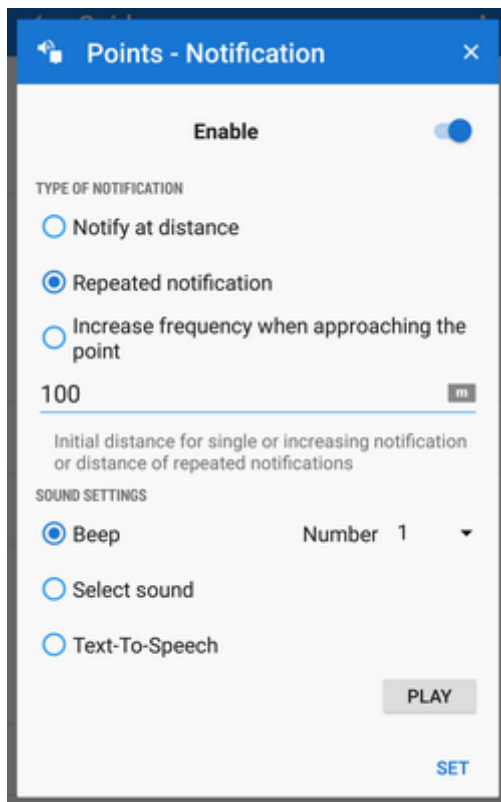 Points - Notification
Enable
TYPE OF NOTIFICATION
Notify at distance
Repeated notification
Increase frequency when approaching the
point
100 m
Initial distance for single or increasing notification
or distance of repeated notifications
SOUND SETTINGS
Beep Number 1
Select sound
Text-To-Speech
PLAY
SET